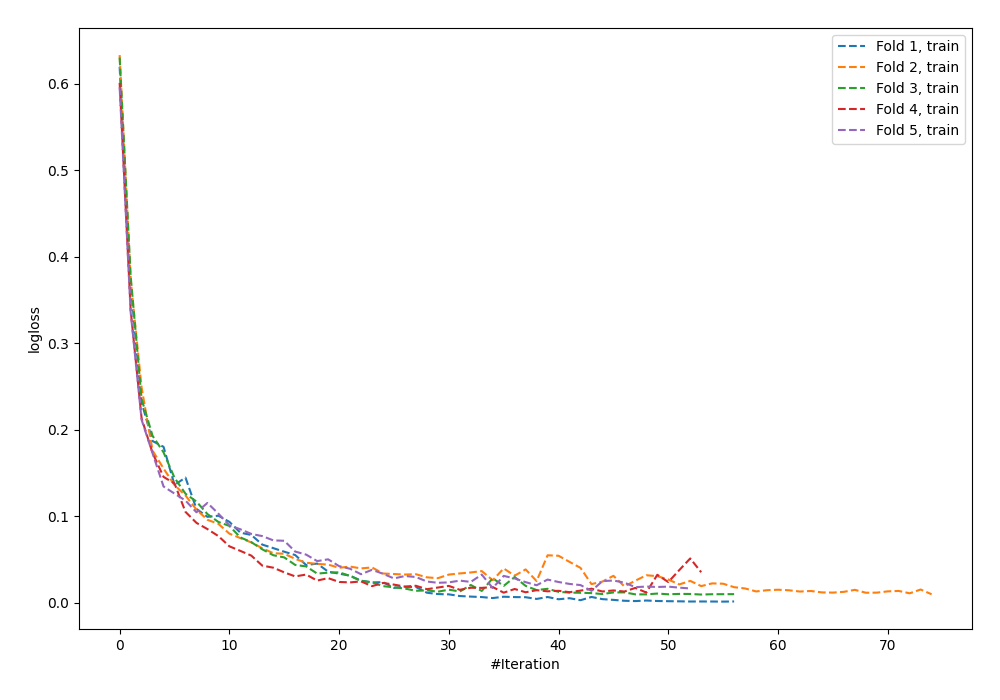 Fold 1, train
Fold 2, train
Fold 3, train
Fold 4, train
Fold 5, train
logloss
0.6
0.5
0.4
0.3
0.2
0.1
0.0
0 10 20 30 40 50 60 70
#Iteration